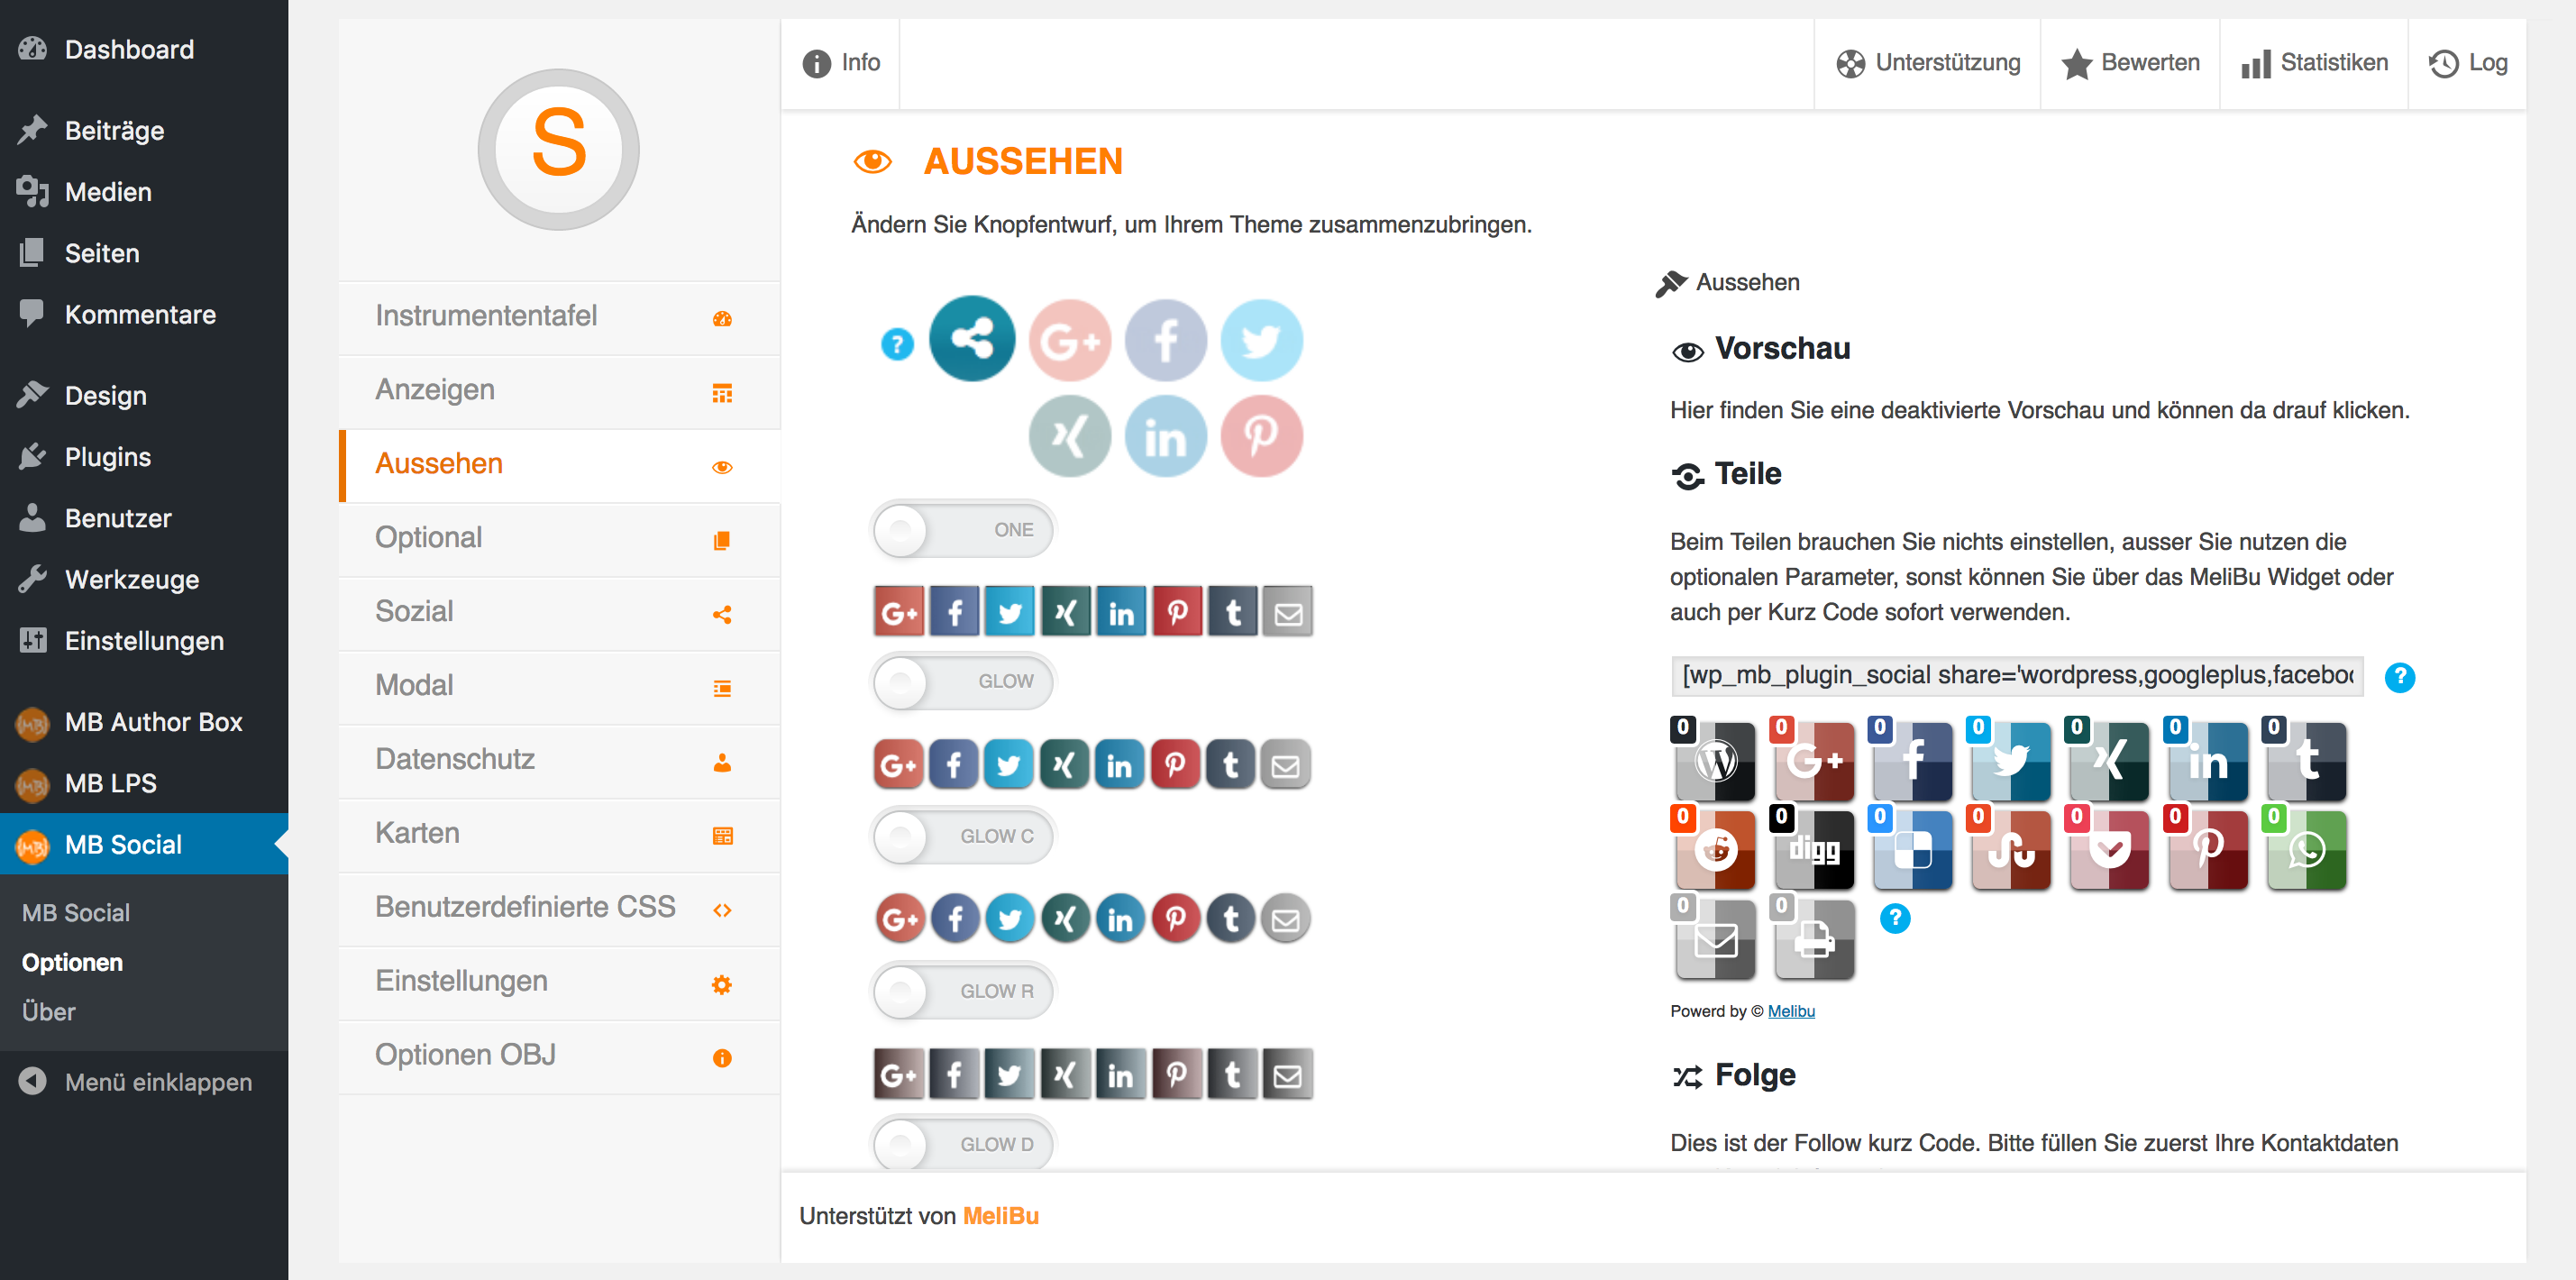 Dashboard
Beiträge
Medien
Seiten
Kommentare
Design
Plugins
Benutzer
Werkzeuge
Einstellungen
MB Author Box
MB LPS
MB Social
MB Social
Optionen
Über
Menü einklappen
S
Instrumententafel
Anzeigen
Aussehen
Optional
Sozial
Modal
Datenschutz
Karten
Benutzerdefinierte CSS
Einstellungen
Optionen OBJ
Info
Unterstützung
Bewerten
Statistiken
Log
AUSSEHEN
Ändern Sie Knopfentwurf, um Ihrem Theme zusammenzubringen.
ONE
GLOW
GLOW C
GLOW R
GLOW D
Aussehen
Vorschau
Hier finden Sie eine deaktivierte Vorschau und können da drauf klicken.
Teile
Beim Teilen brauchen Sie nichts einstellen, ausser Sie nutzen die
optionalen Parameter, sonst können Sie über das MeliBu Widget oder
auch per Kurz Code sofort verwenden.
[wp_mb_plugin_social share='wordpress,googleplus,faceboo
0 0 0 0 0 0 0
0 0 0 0 0 0 0
digg
0 0
Powerd by © Melibu
Folge
Dies ist der Follow kurz Code. Bitte füllen Sie zuerst Ihre Kontaktdaten
Unterstützt von MeliBu